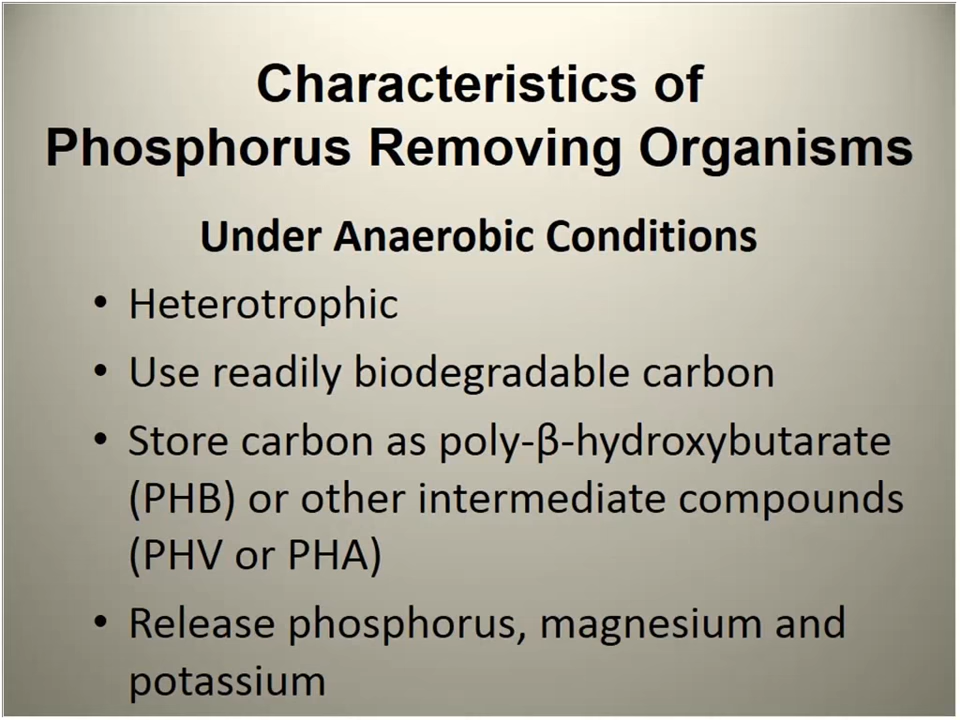 Characteristics of
Phosphorus Removing Organisms
Under Anaerobic Conditions
• Heterotrophic
• Use readily biodegradable carbon
• Store carbon as poly-β-hydroxybutarate
(PHB) or other intermediate compounds
(PHV or PHA)
• Release phosphorus, magnesium and
potassium